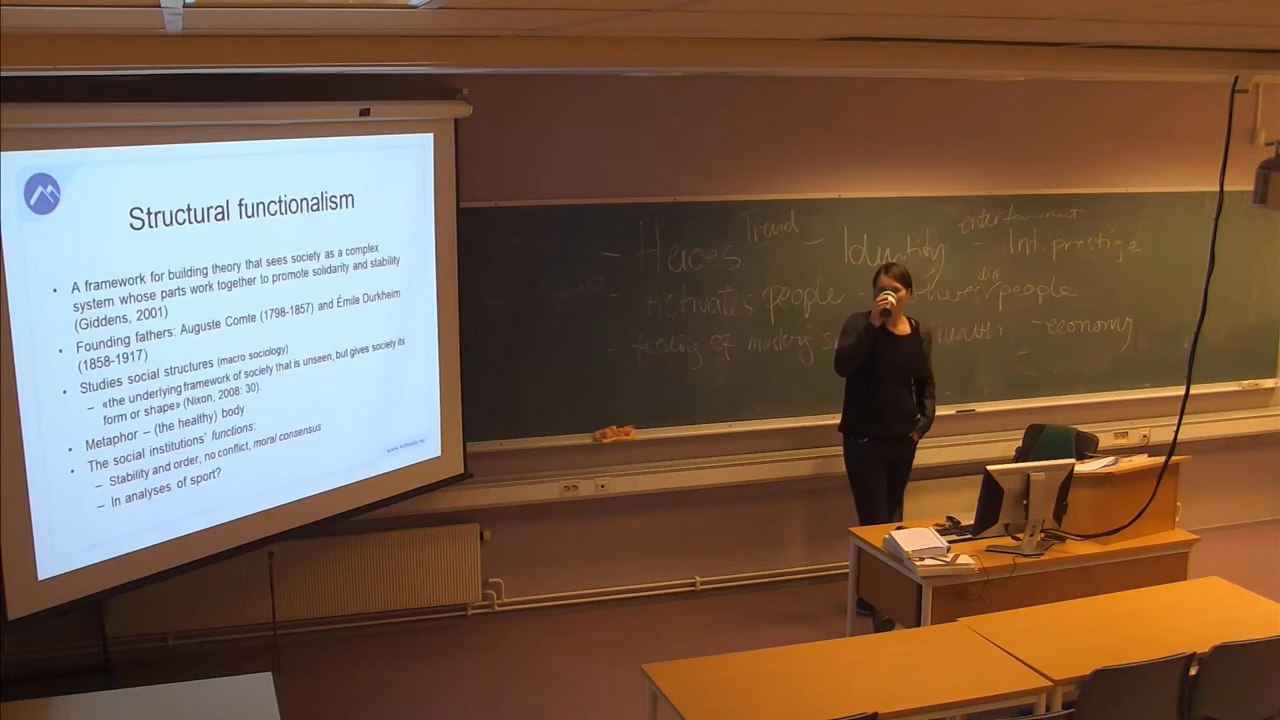 Structural functionalism
• A framework for building theory that sees society as a complex
system whose parts work together to promote solidarity and stability
(Giddens, 2001)
• Founding fathers: Auguste Comte (1798-1857) and Émile Durkheim
(1858-1917)
• Studies social structures (macro sociology)
– «the underlying framework of society that is unseen, but gives society its
form or shape» (Nixon, 2008: 30).
• Metaphor – (the healthy) body
• The social institutions' functions:
– Stability and order, no conflict, moral consensus
– In analyses of sport?
Trend entertainment
– Heroes – Identity – Int. prestige
– Activates people people
– feeling of health – economy